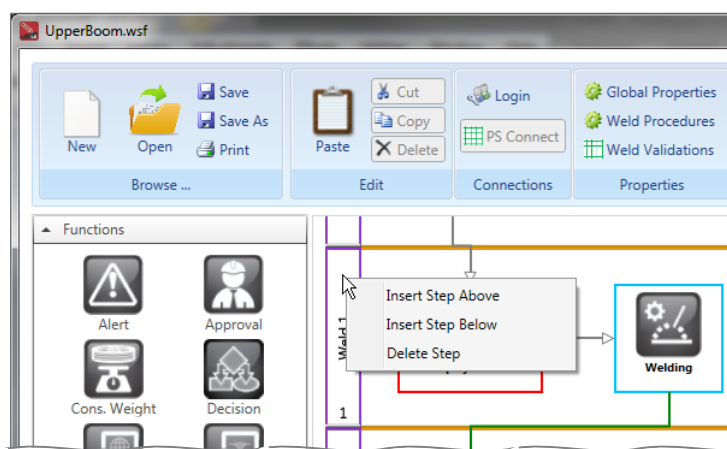 UpperBoom.wsf
New
Open
Save
Save As
Print
Browse ...
Paste
Cut
Copy
Delete
Edit
Login
PS Connect
Connections
Global Properties
Weld Procedures
Weld Validations
Properties
Functions
Alert
Approval
Cons. Weight
Decision
Weld 1
1
Insert Step Above
Insert Step Below
Delete Step
Welding